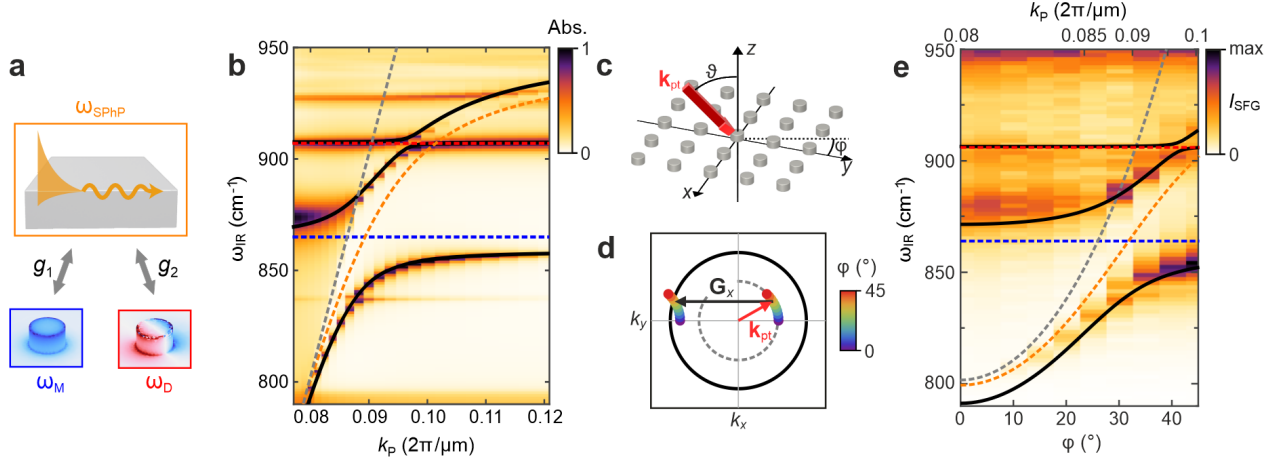 a
ω_SPhP
g₁
g₂
ω_M
ω_D
b
Abs.
1
0
950
900
850
800
ω_IR (cm⁻¹)
0.08
0.09
0.10
0.11
0.12
k_P (2π/μm)
c
z
k_pt
ϑ
φ
y
x
d
φ (°)
45
0
G_x
k_pt
k_y
k_x
e
k_P (2π/μm)
0.08
0.085
0.09
0.1
max
I_SFG
0
950
900
850
800
ω_IR (cm⁻¹)
0
10
20
30
40
φ (°)